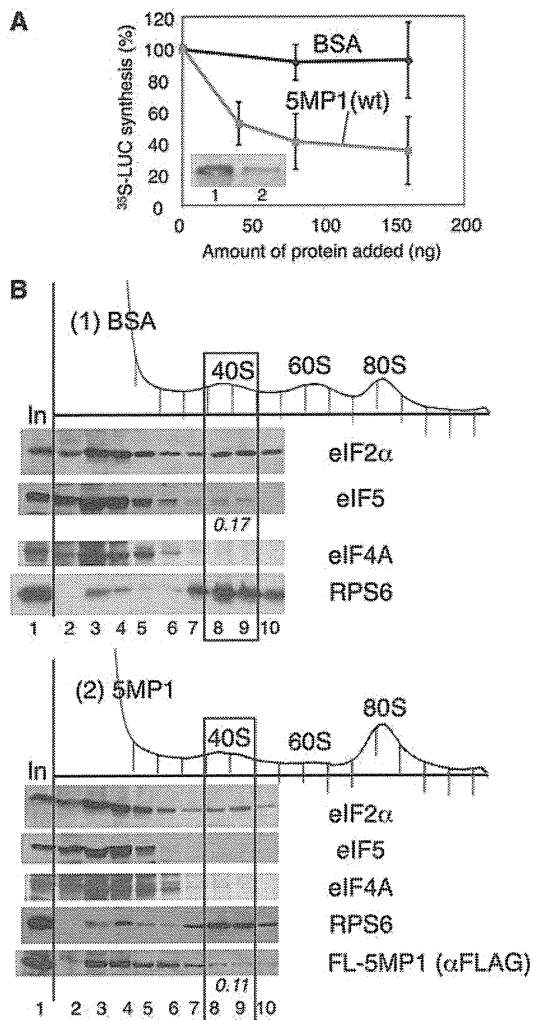 A
³⁵S-LUC synthesis (%)
120
100
80
60
40
20
0
BSA
5MP1(wt)
1 2
0 50 100 150 200
Amount of protein added (ng)
B
(1) BSA
40S 60S 80S
In
eIF2α
eIF5
0.17
eIF4A
RPS6
1 2 3 4 5 6 7 8 9 10
(2) 5MP1
40S 60S 80S
In
eIF2α
eIF5
eIF4A
RPS6
FL-5MP1 (αFLAG)
0.11
1 2 3 4 5 6 7 8 9 10